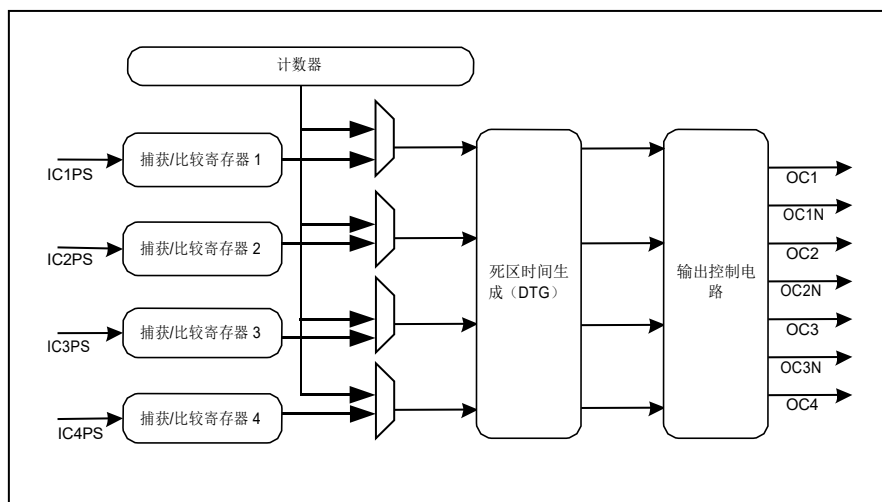 计数器
捕获/比较寄存器 1
IC1PS
捕获/比较寄存器 2
IC2PS
捕获/比较寄存器 3
IC3PS
捕获/比较寄存器 4
IC4PS
死区时间生
成（DTG）
输出控制电
路
OC1
OC1N
OC2
OC2N
OC3
OC3N
OC4